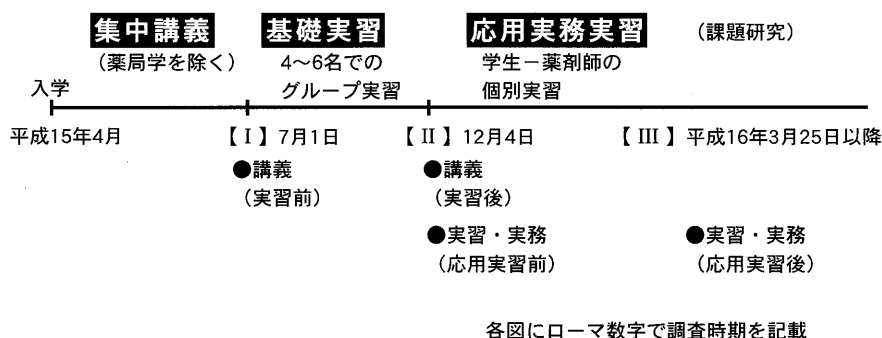 集中講義 基礎実習 応用実務実習 (課題研究)
(薬局学を除く) 4〜6名での 学生−薬剤師の
グループ実習 個別実習
入学
平成15年4月 【Ⅰ】7月1日 【Ⅱ】12月4日 【Ⅲ】平成16年3月25日以降
●講義 ●講義
(実習前) (実習後)
●実習・実務 ●実習・実務
(応用実習前) (応用実習後)
各図にローマ数字で調査時期を記載